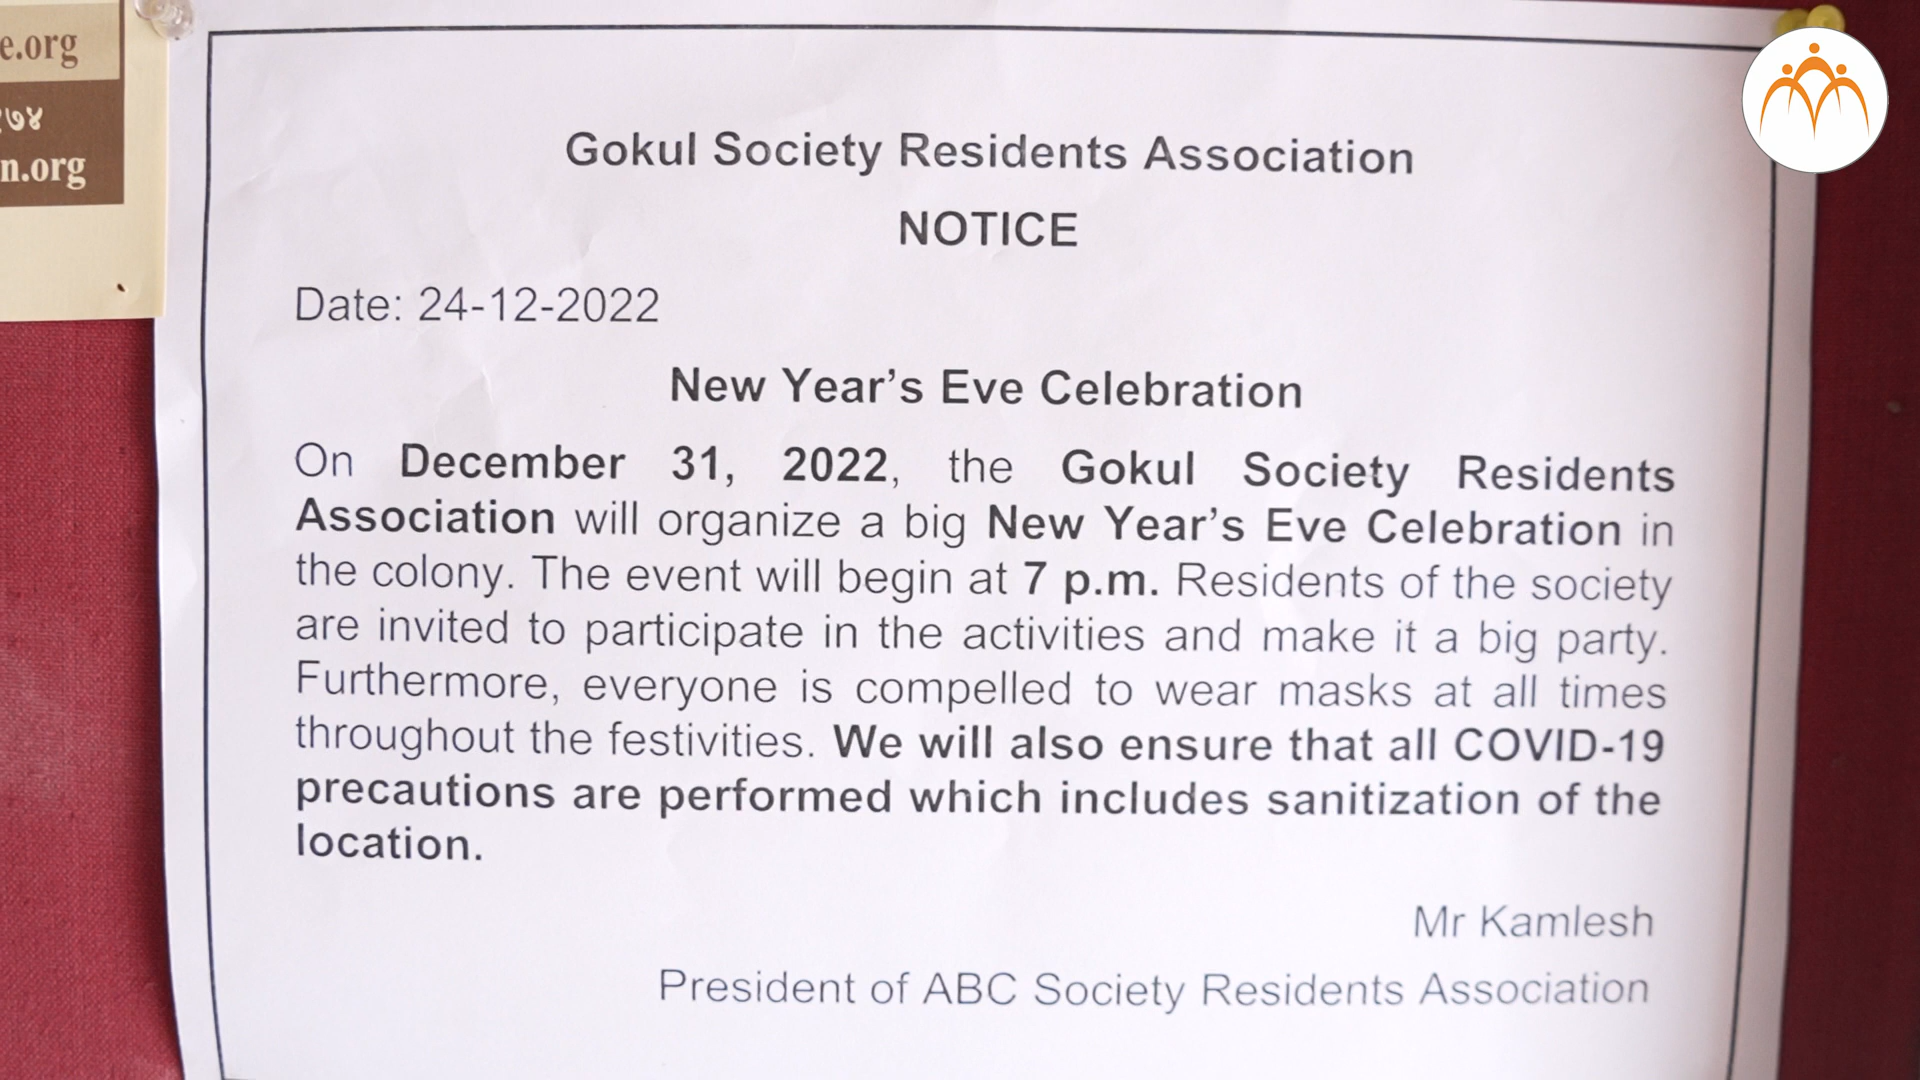 e.org
n.org
Gokul Society Residents Association
NOTICE
Date: 24-12-2022
New Year's Eve Celebration
On December 31, 2022, the Gokul Society Residents
Association will organize a big New Year's Eve Celebration in
the colony. The event will begin at 7 p.m. Residents of the society
are invited to participate in the activities and make it a big party.
Furthermore, everyone is compelled to wear masks at all times
throughout the festivities. We will also ensure that all COVID-19
precautions are performed which includes sanitization of the
location.
Mr Kamlesh
President of ABC Society Residents Association